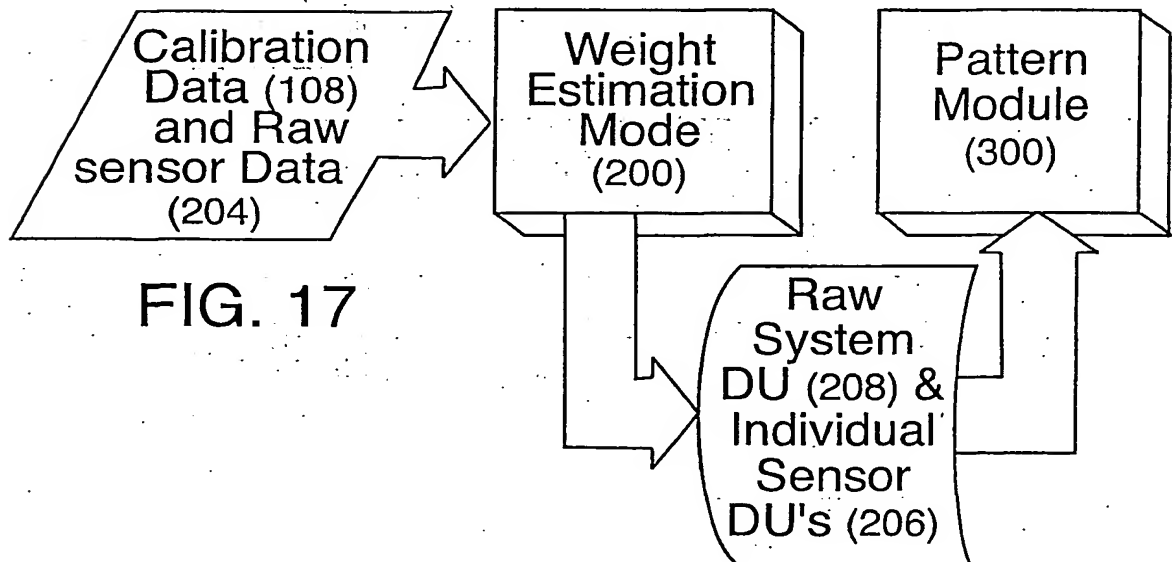 Calibration
Data (108)
and Raw
sensor Data
(204)
Weight
Estimation
Mode
(200)
Pattern
Module
(300)
FIG. 17
Raw
System
DU (208) &
Individual
Sensor
DU's (206)